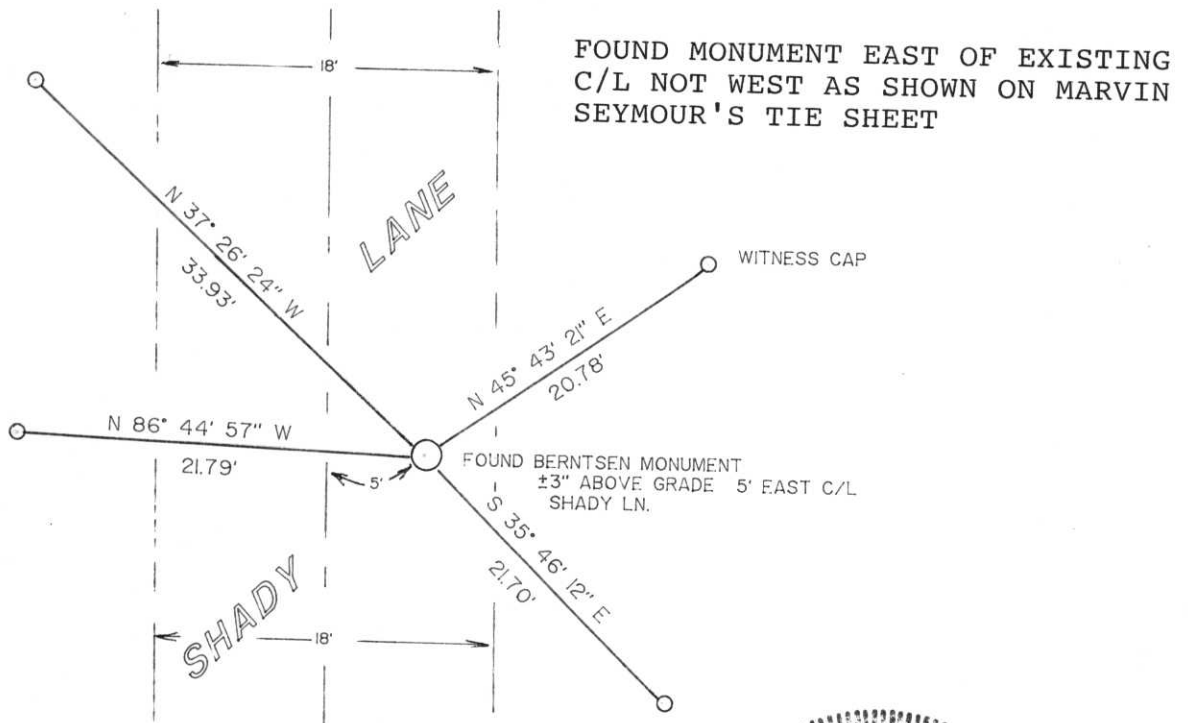 FOUND MONUMENT EAST OF EXISTING
C/L NOT WEST AS SHOWN ON MARVIN
SEYMOUR'S TIE SHEET
18'
LANE
N 37° 26' 24" W
33.93'
WITNESS CAP
N 45° 43' 21" E
20.78'
N 86° 44' 57" W
21.79'
5'
FOUND BERNTSEN MONUMENT
±3" ABOVE GRADE 5' EAST C/L
SHADY LN.
S 35° 46' 12" E
21.70'
SHADY
18'